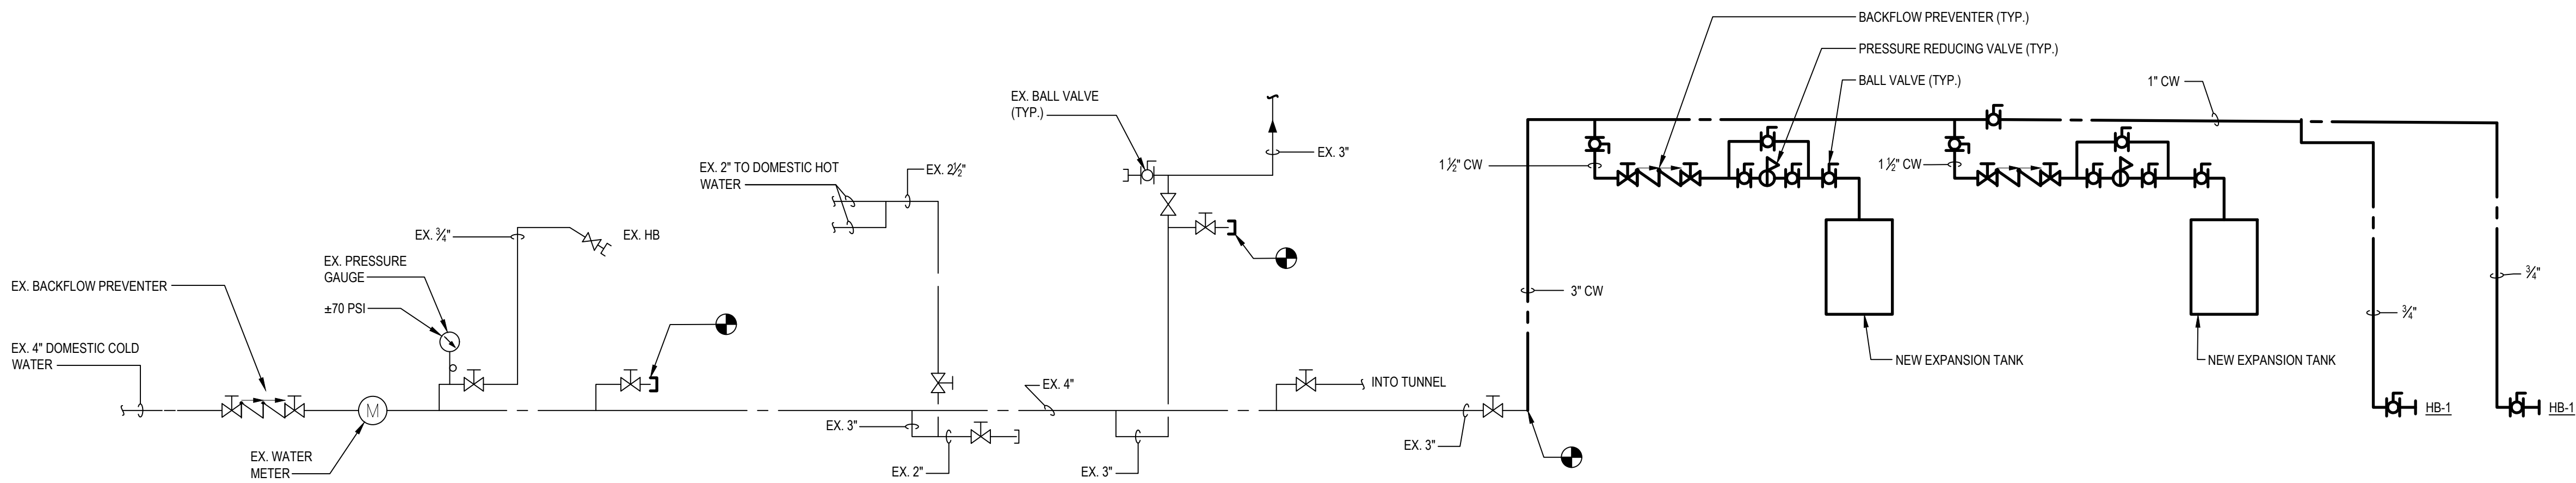 BACKFLOW PREVENTER (TYP.)
PRESSURE REDUCING VALVE (TYP.)
BALL VALVE (TYP.)
1" CW
EX. BALL VALVE
(TYP.)
EX. 3"
1 ½" CW
1 ½" CW
EX. 2" TO DOMESTIC HOT
WATER
EX. 2½"
EX. ¾"
EX. HB
EX. PRESSURE
GAUGE
±70 PSI
EX. BACKFLOW PREVENTER
EX. 4" DOMESTIC COLD
WATER
3" CW
¾"
¾"
NEW EXPANSION TANK
NEW EXPANSION TANK
M
EX. 4"
INTO TUNNEL
HB-1
HB-1
EX. 3"
EX. 3"
EX. WATER
METER
EX. 2"
EX. 3"